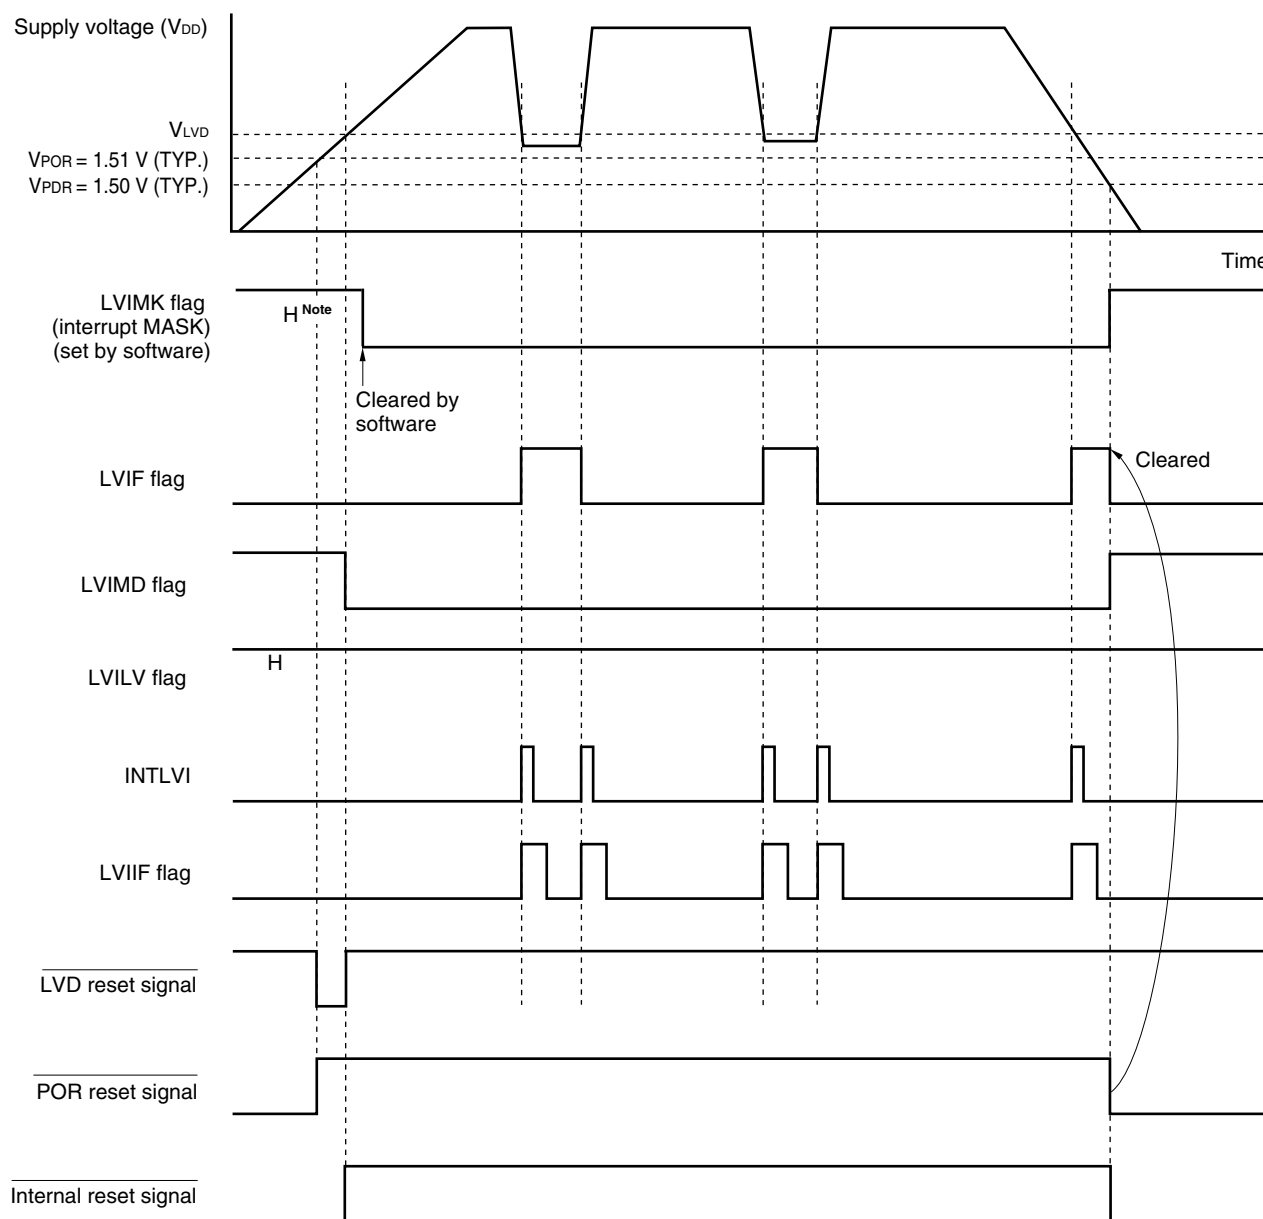 Supply voltage (VDD)
VLVD
VPOR = 1.51 V (TYP.)
VPDR = 1.50 V (TYP.)
Time
LVIMK flag
(interrupt MASK)
(set by software)
H Note
Cleared by
software
LVIF flag
Cleared
LVIMD flag
H
LVILV flag
INTLVI
LVIIF flag
LVD reset signal
POR reset signal
Internal reset signal